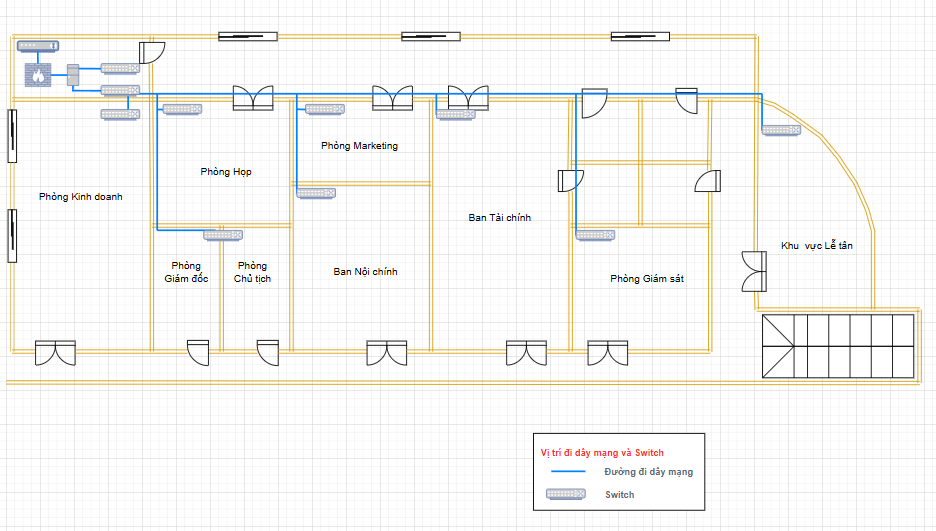 Phòng Marketing
Phòng Họp
Phòng Kinh doanh
Ban Tài chính
Khu vực Lễ tân
Phòng
Giám đốc
Phòng
Chủ tịch
Ban Nội chính
Phòng Giám sát
Vị trí đi dây mạng và Switch
Đường đi dây mạng
Switch